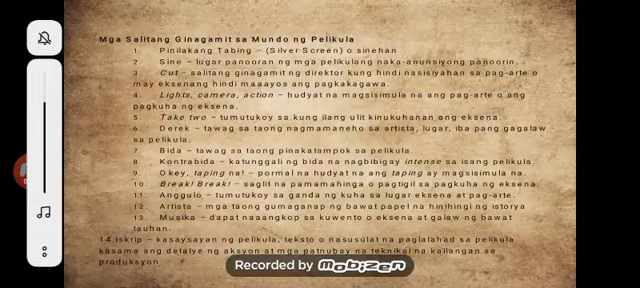 Mga Salitang Ginagamit sa Mundo ng Pelikula
1. Pinilakang Tabing – (Silver Screen) o sinehan
2. Sine – lugar panooran ng mga pelikulang naka-anunsiyong panoorin.
3. Cut – salitang ginagamit ng direktor kung hindi nasisiyahan sa pag-arte o
may eksenang hindi maaayos ang pagkakagawa.
4. Lights, camera, action – hudyat na magsisimula na ang pag-arte o ang
pagkuha ng eksena.
5. Take two – tumutukoy sa kung ilang ulit kinukuhanan ang eksena.
6. Derek – tawag sa taong nagmamaneho sa artista, lugar, iba pang gagalaw
sa pelikula.
7. Bida – tawag sa taong pinakatampok sa pelikula.
8. Kontrabida – katunggali ng bida na nagbibigay intense sa isang pelikula.
9. Okey, taping na! – pormal na hudyat na ang taping ay magsisimula na.
10. Break! Break! – saglit na pamamahinga o pagtigil sa pagkuha ng eksena.
11. Anggulo – tumutukoy sa ganda ng kuha sa lugar eksena at pag-arte.
12. Artista – mga taong gumaganap ng bawat papel na hinihingi ng istorya
13. Musika – dapat naaangkop sa kuwento o eksena at galaw ng bawat
tauhan.
14. Iskrip – kasaysayan ng pelikula, teksto o nasusulat na paglalahad sa pelikula
kasama ang detalye ng aksyon at mga patnubay na teknikal na kailangan sa
produksyon
Recorded by mobizen